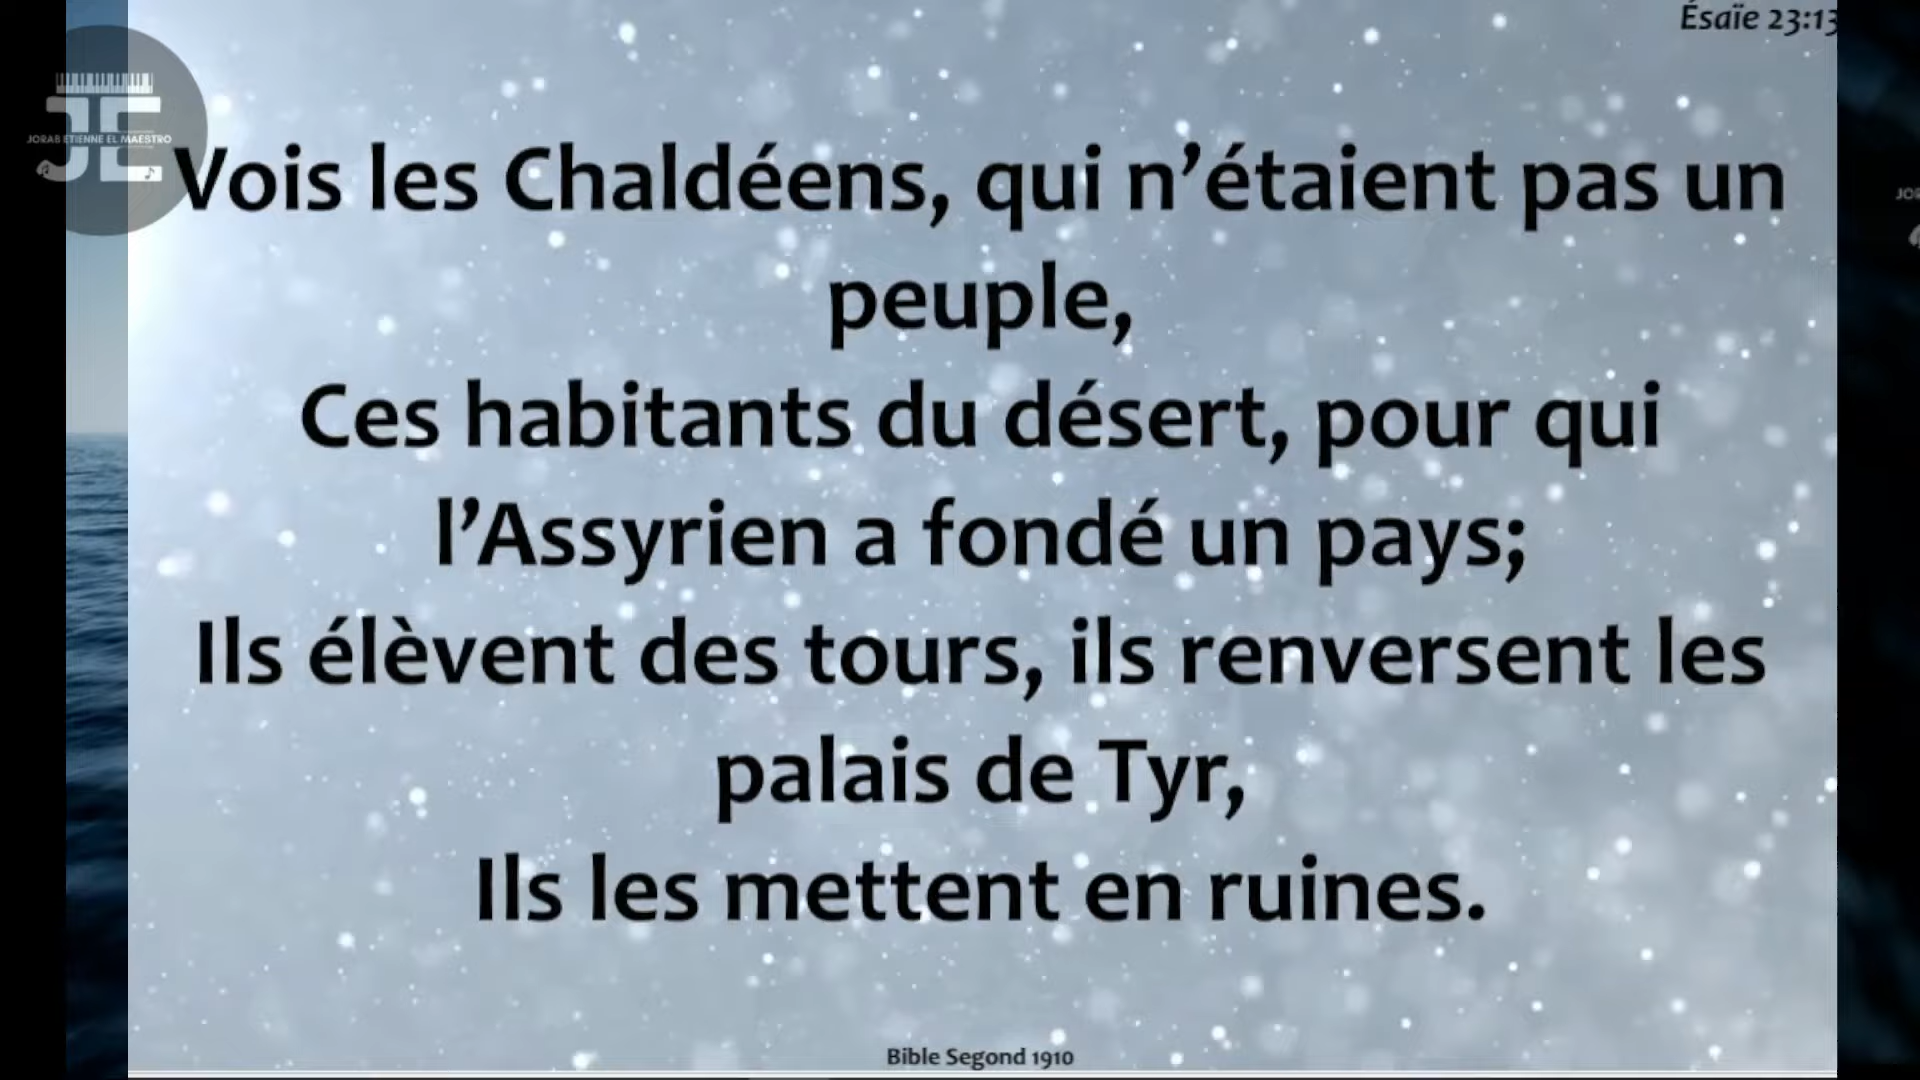 Ésaïe 23:13
JORAB ETIENNE EL MAESTRO
JE
Vois les Chaldéens, qui n’étaient pas un
peuple,
Ces habitants du désert, pour qui
l’Assyrien a fondé un pays;
Ils élèvent des tours, ils renversent les
palais de Tyr,
Ils les mettent en ruines.
Bible Segond 1910